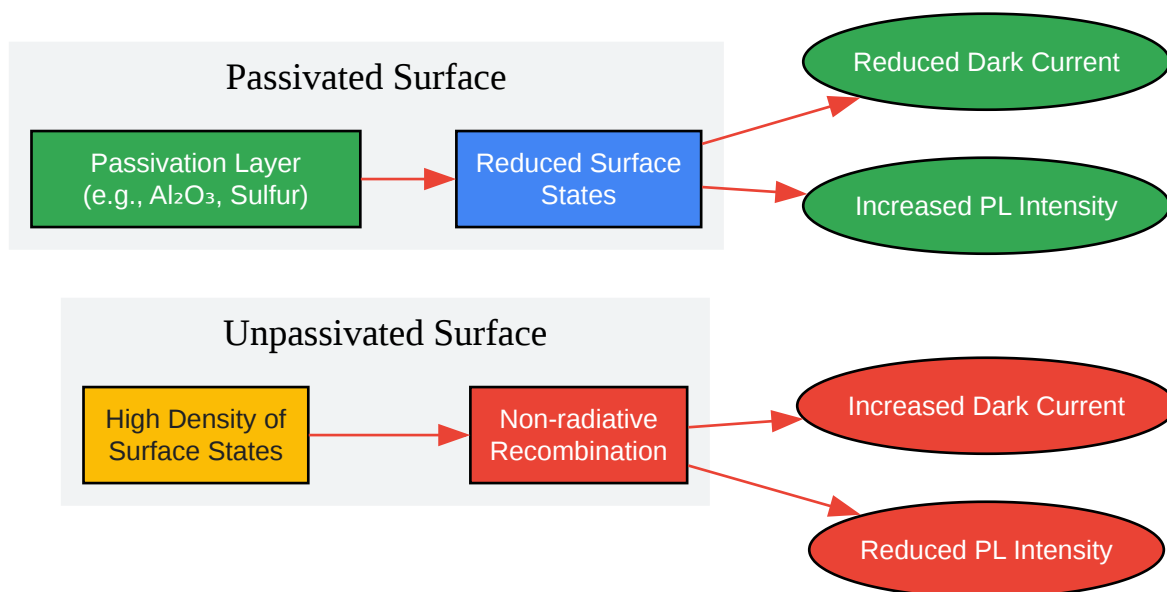 Passivated Surface
Passivation Layer
(e.g., Al₂O₃, Sulfur)
Reduced Surface
States
Reduced Dark Current
Increased PL Intensity
Unpassivated Surface
High Density of
Surface States
Non-radiative
Recombination
Increased Dark Current
Reduced PL Intensity